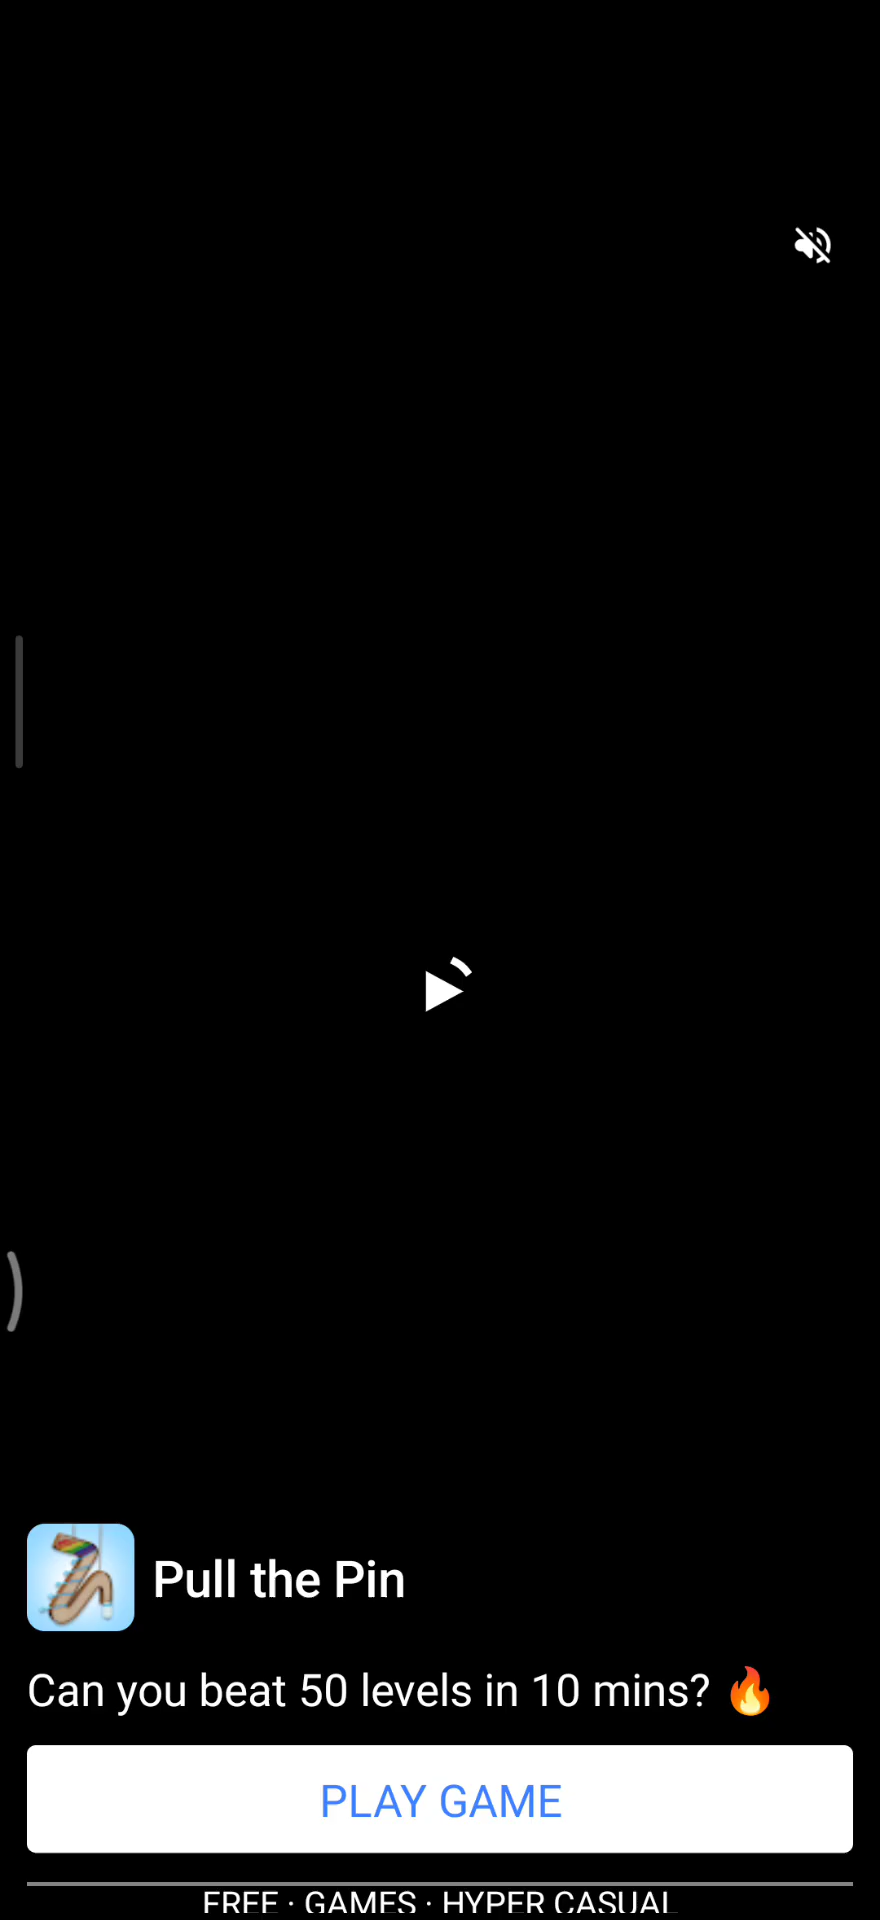 Pull the Pin
Can you beat 50 levels in 10 mins? 🔥
PLAY GAME
FREE · GAMES · HYPER CASUAL